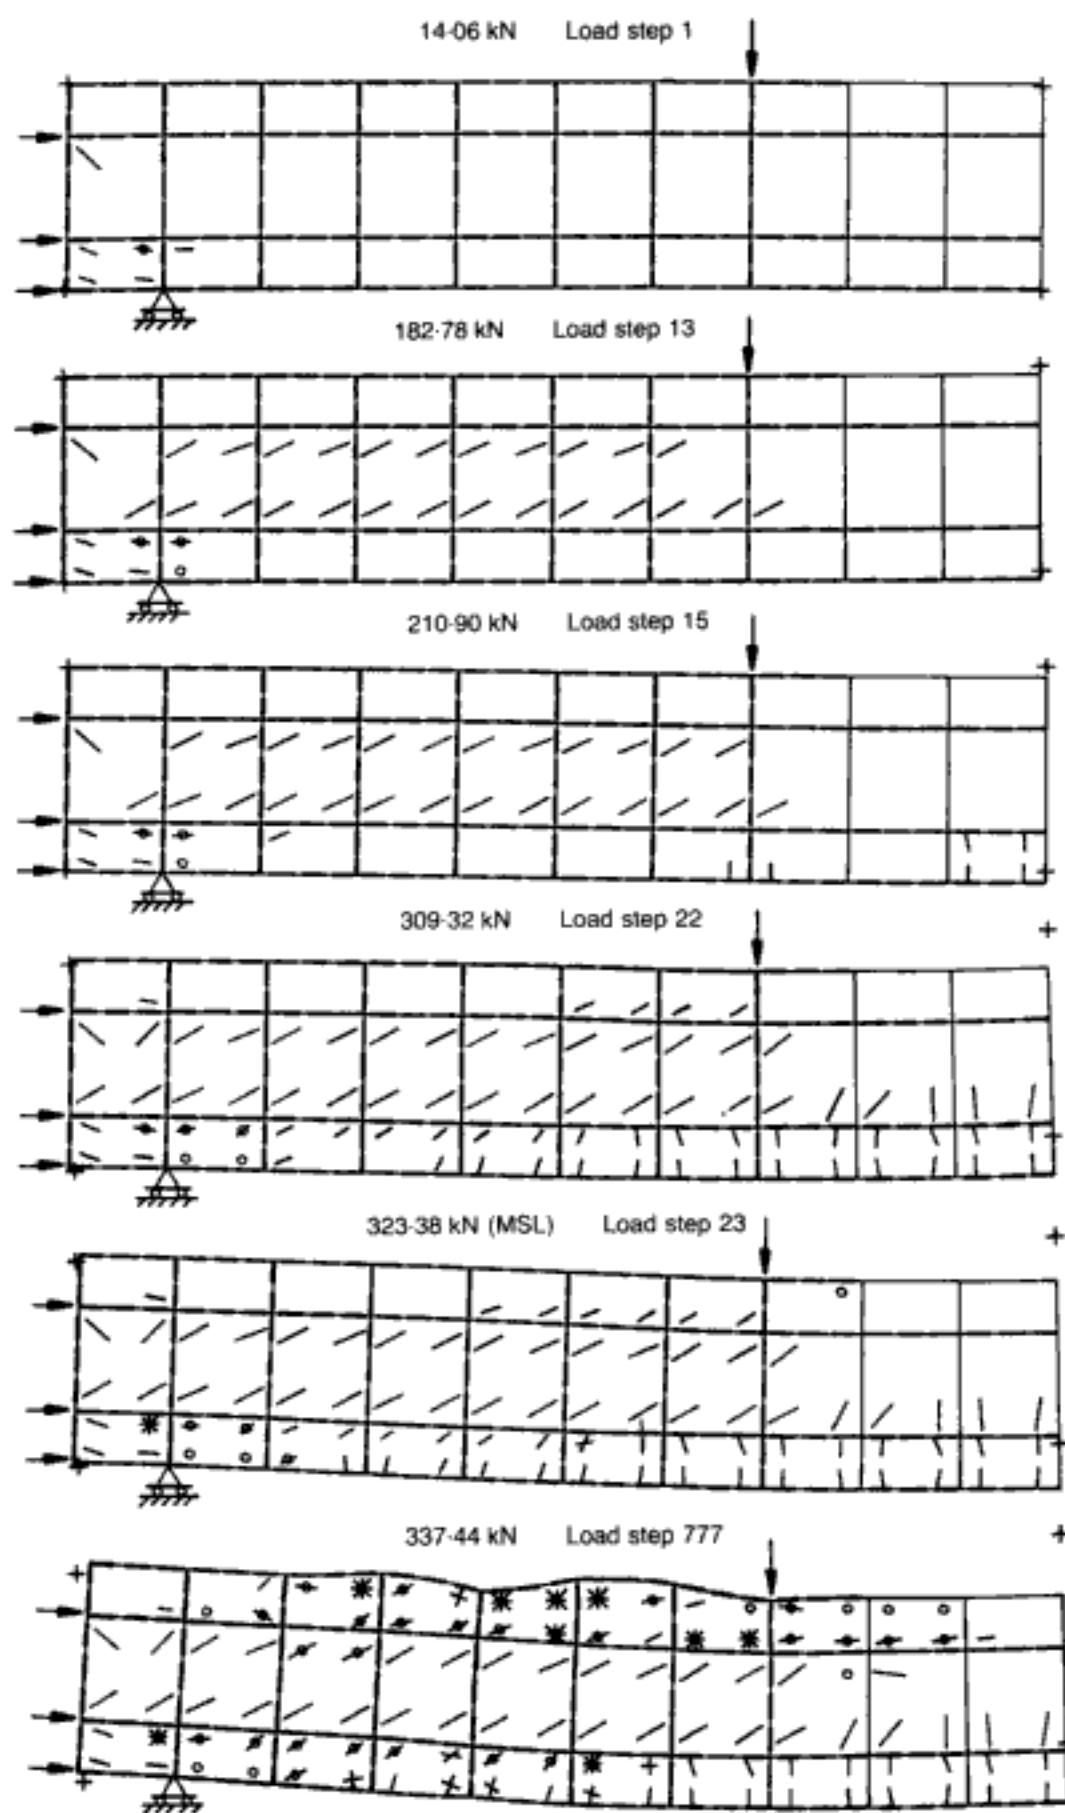 14·06 kN Load step 1
182·78 kN Load step 13
210·90 kN Load step 15
309·32 kN Load step 22
323·38 kN (MSL) Load step 23
337·44 kN Load step 777